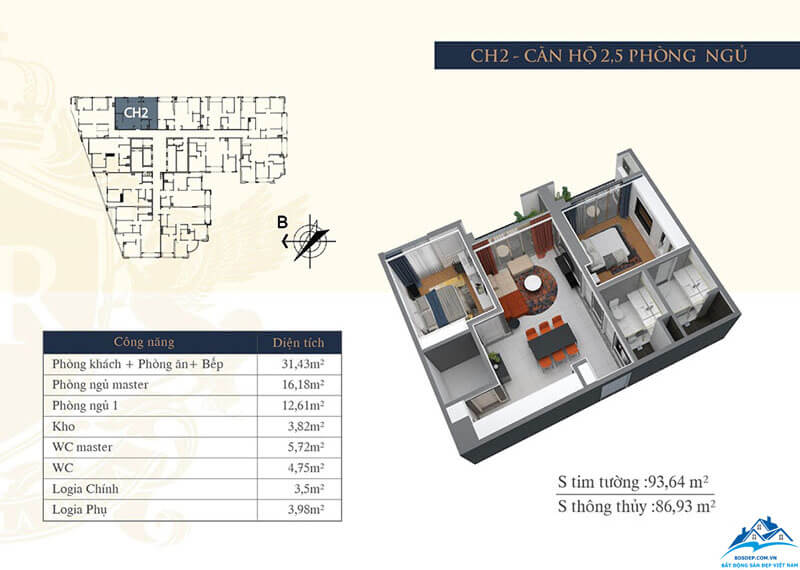 CH2 - CĂN HỘ 2,5 PHÒNG NGỦ
CH2
B
Công năng Diện tích
Phòng khách + Phòng ăn+ Bếp 31,43m²
Phòng ngủ master 16,18m²
Phòng ngủ 1 12,61m²
Kho 3,82m²
WC master 5,72m²
WC 4,75m²
Logia Chính 3,5m²
Logia Phụ 3,98m²
S tim tường :93,64 m²
S thông thủy :86,93 m²
BDSDEP.COM.VN
BẤT ĐỘNG SẢN ĐẸP VIỆT NAM